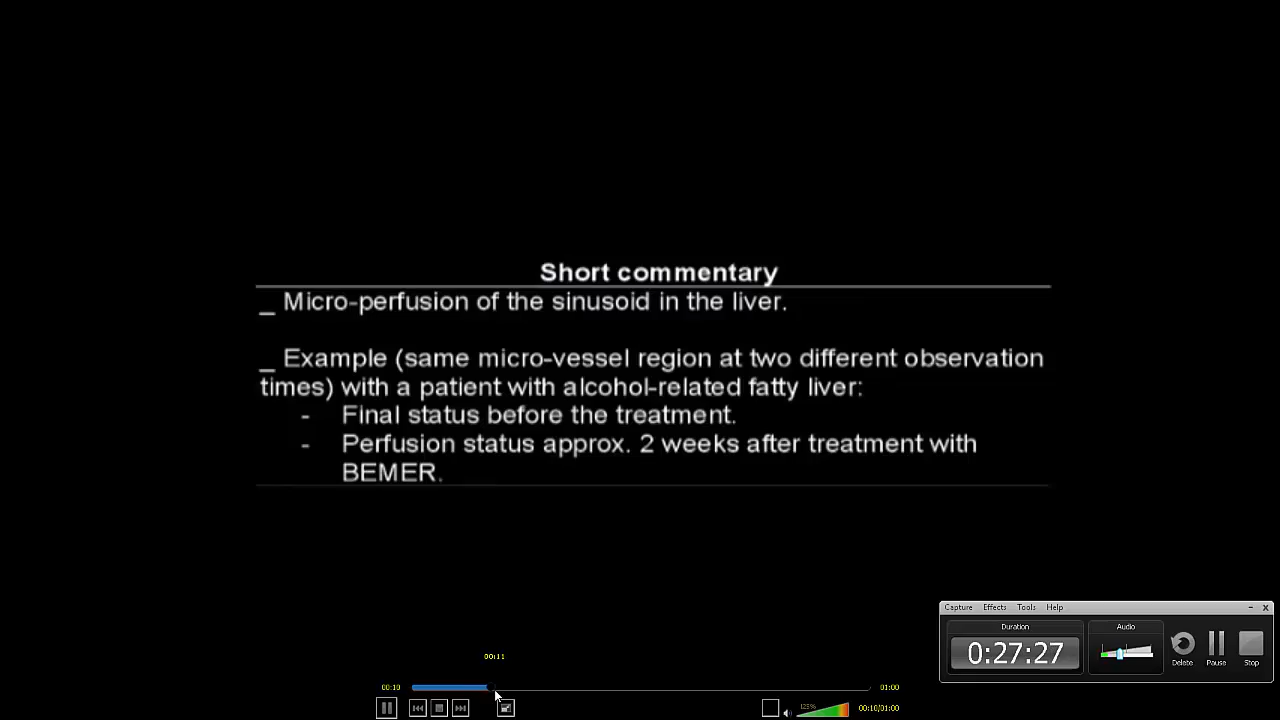 Short commentary
_ Micro-perfusion of the sinusoid in the liver.
_ Example (same micro-vessel region at two different observation
times) with a patient with alcohol-related fatty liver:
- Final status before the treatment.
- Perfusion status approx. 2 weeks after treatment with
BEMER.
Capture Effects Tools Help
Duration
Audio
0:27:27
Delete Pause Stop
00:11
00:10
01:00
125%
00:10/01:00